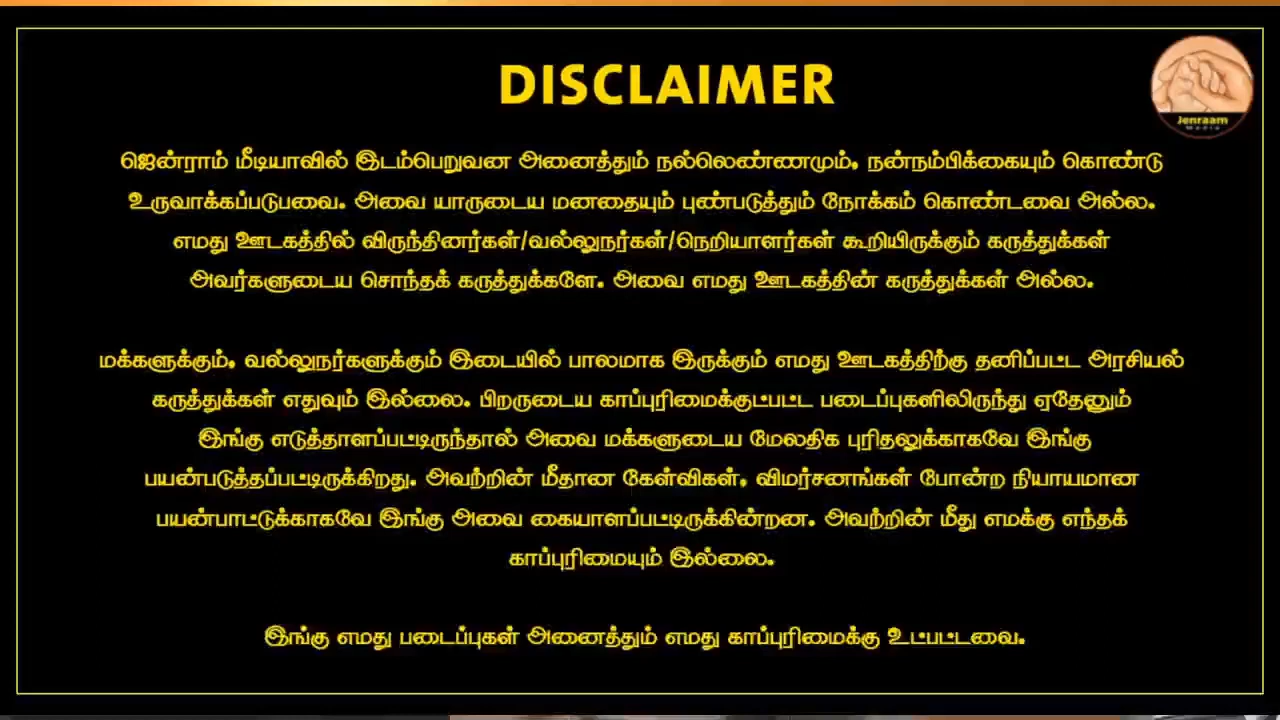 DISCLAIMER
Jenraam
Media
ஜென்ராம் மீடியாவில் இடம்பெறுவன அனைத்தும் நல்லெண்ணமும், நன்நம்பிக்கையும் கொண்டு
உருவாக்கப்படுபவை. அவை யாருடைய மனதையும் புண்படுத்தும் நோக்கம் கொண்டவை அல்ல.
எமது ஊடகத்தில் விருந்தினர்கள்/வல்லுநர்கள்/நெறியாளர்கள் கூறியிருக்கும் கருத்துக்கள்
அவர்களுடைய சொந்தக் கருத்துக்களே. அவை எமது ஊடகத்தின் கருத்துக்கள் அல்ல.
மக்களுக்கும், வல்லுநர்களுக்கும் இடையில் பாலமாக இருக்கும் எமது ஊடகத்திற்கு தனிப்பட்ட அரசியல்
கருத்துக்கள் எதுவும் இல்லை. பிறருடைய காப்புரிமைக்குட்பட்ட படைப்புகளிலிருந்து ஏதேனும்
இங்கு எடுத்தாளப்பட்டிருந்தால் அவை மக்களுடைய மேலதிக புரிதலுக்காகவே இங்கு
பயன்படுத்தப்பட்டிருக்கிறது. அவற்றின் மீதான கேள்விகள், விமர்சனங்கள் போன்ற நியாயமான
பயன்பாட்டுக்காகவே இங்கு அவை கையாளப்பட்டிருக்கின்றன. அவற்றின் மீது எமக்கு எந்தக்
காப்புரிமையும் இல்லை.
இங்கு எமது படைப்புகள் அனைத்தும் எமது காப்புரிமைக்கு உட்பட்டவை.